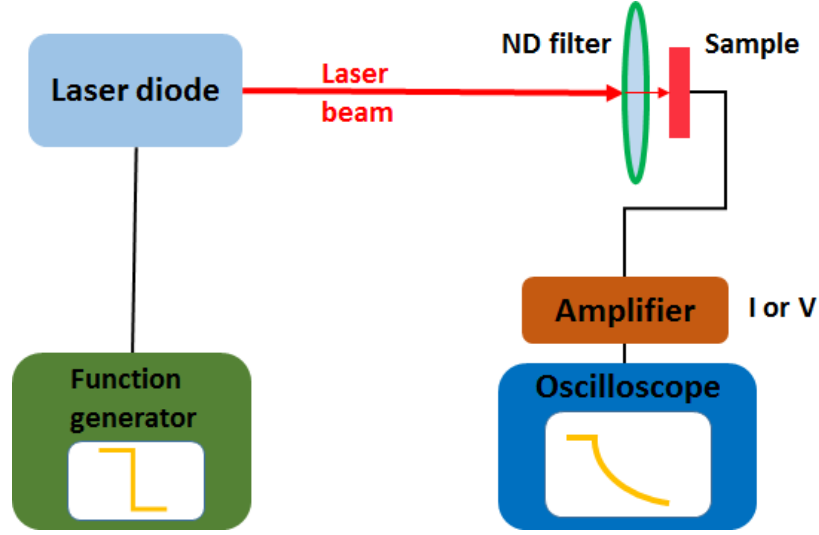 ND filter
Sample
Laser diode
Laser
beam
Amplifier
I or V
Function
generator
Oscilloscope